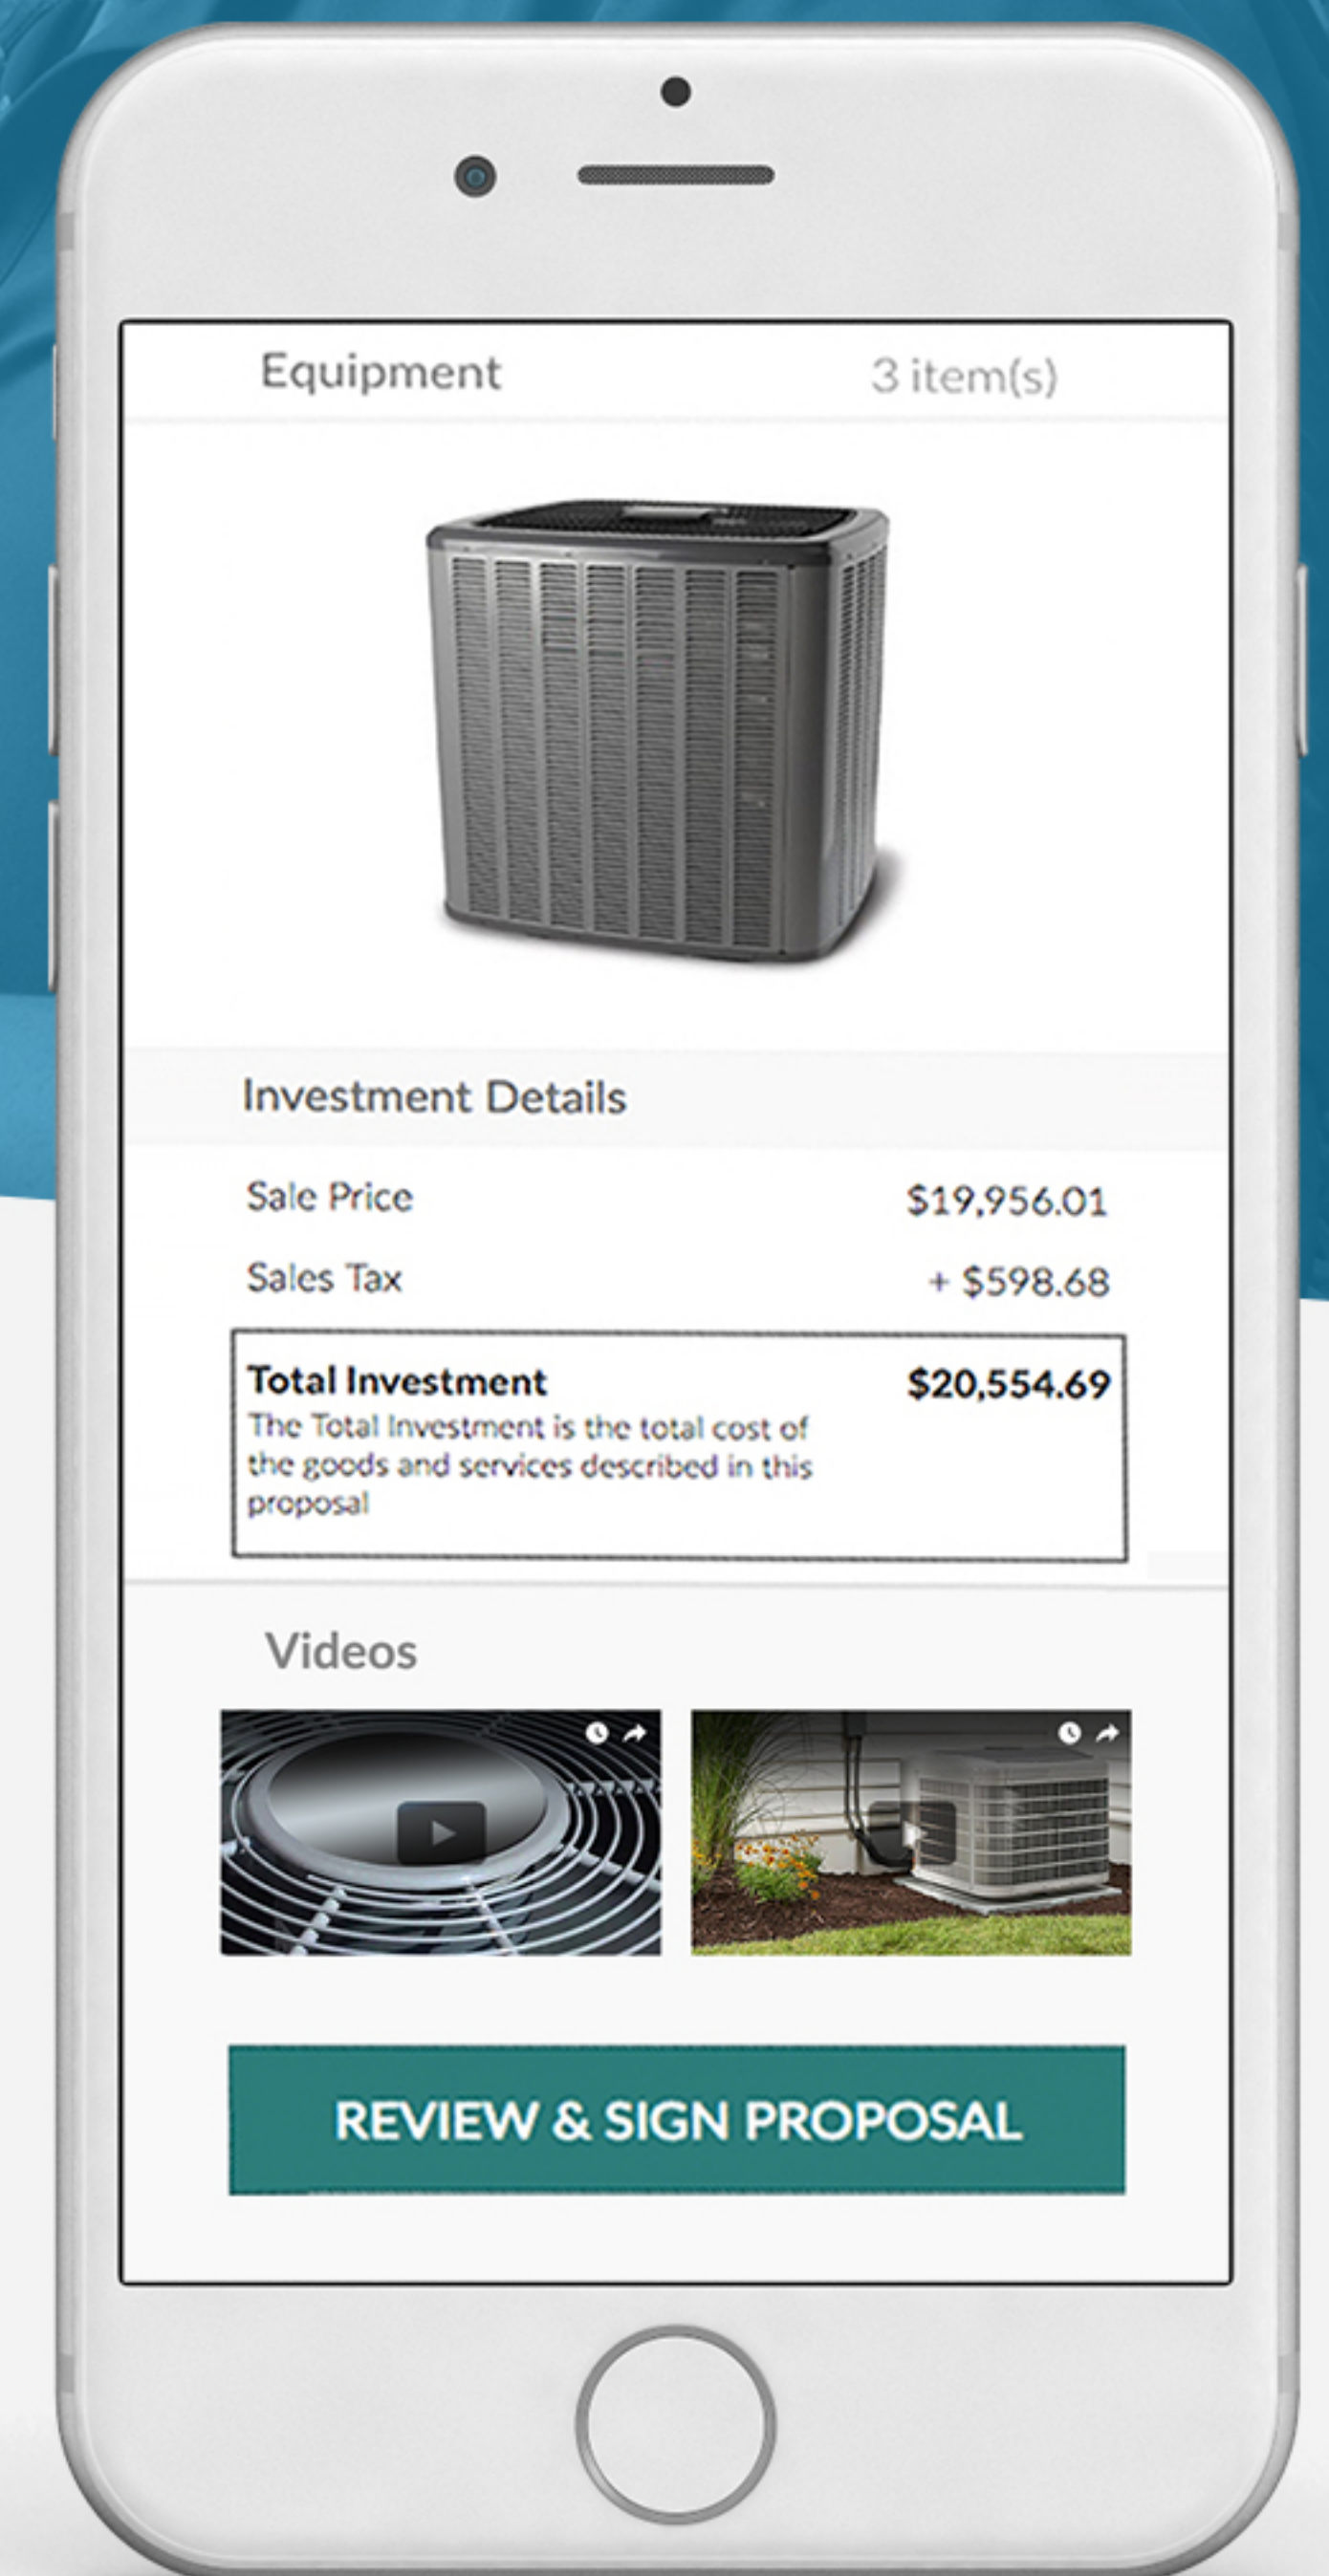 Equipment 3 item(s)
Investment Details
Sale Price $19,956.01
Sales Tax + $598.68
Total Investment $20,554.69
The Total Investment is the total cost of
the goods and services described in this
proposal
Videos
REVIEW & SIGN PROPOSAL